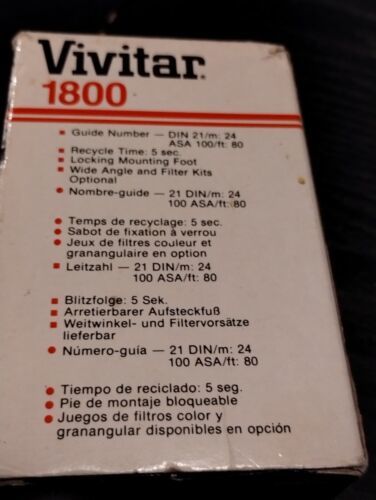 Vivitar.
1800
Guide Number — DIN 21/m: 24
ASA 100/ft: 80
Recycle Time: 5 sec.
Locking Mounting Foot
Wide Angle and Filter Kits
Optional
Nombre-guide — 21 DIN/m: 24
100 ASA/ft: 80
Temps de recyclage: 5 sec.
Sabot de fixation à verrou
Jeux de filtres couleur et
granangulaire en option
Leitzahl — 21 DIN/m: 24
100 ASA/ft: 80
Blitzfolge: 5 Sek.
Arretierbarer Aufsteckfuß
Weitwinkel- und Filtervorsätze
lieferbar
Número-guía — 21 DIN/m: 24
100 ASA/ft: 80
Tiempo de reciclado: 5 seg.
Pie de montaje bloqueable
Juegos de filtros color y
granangular disponibles en opción